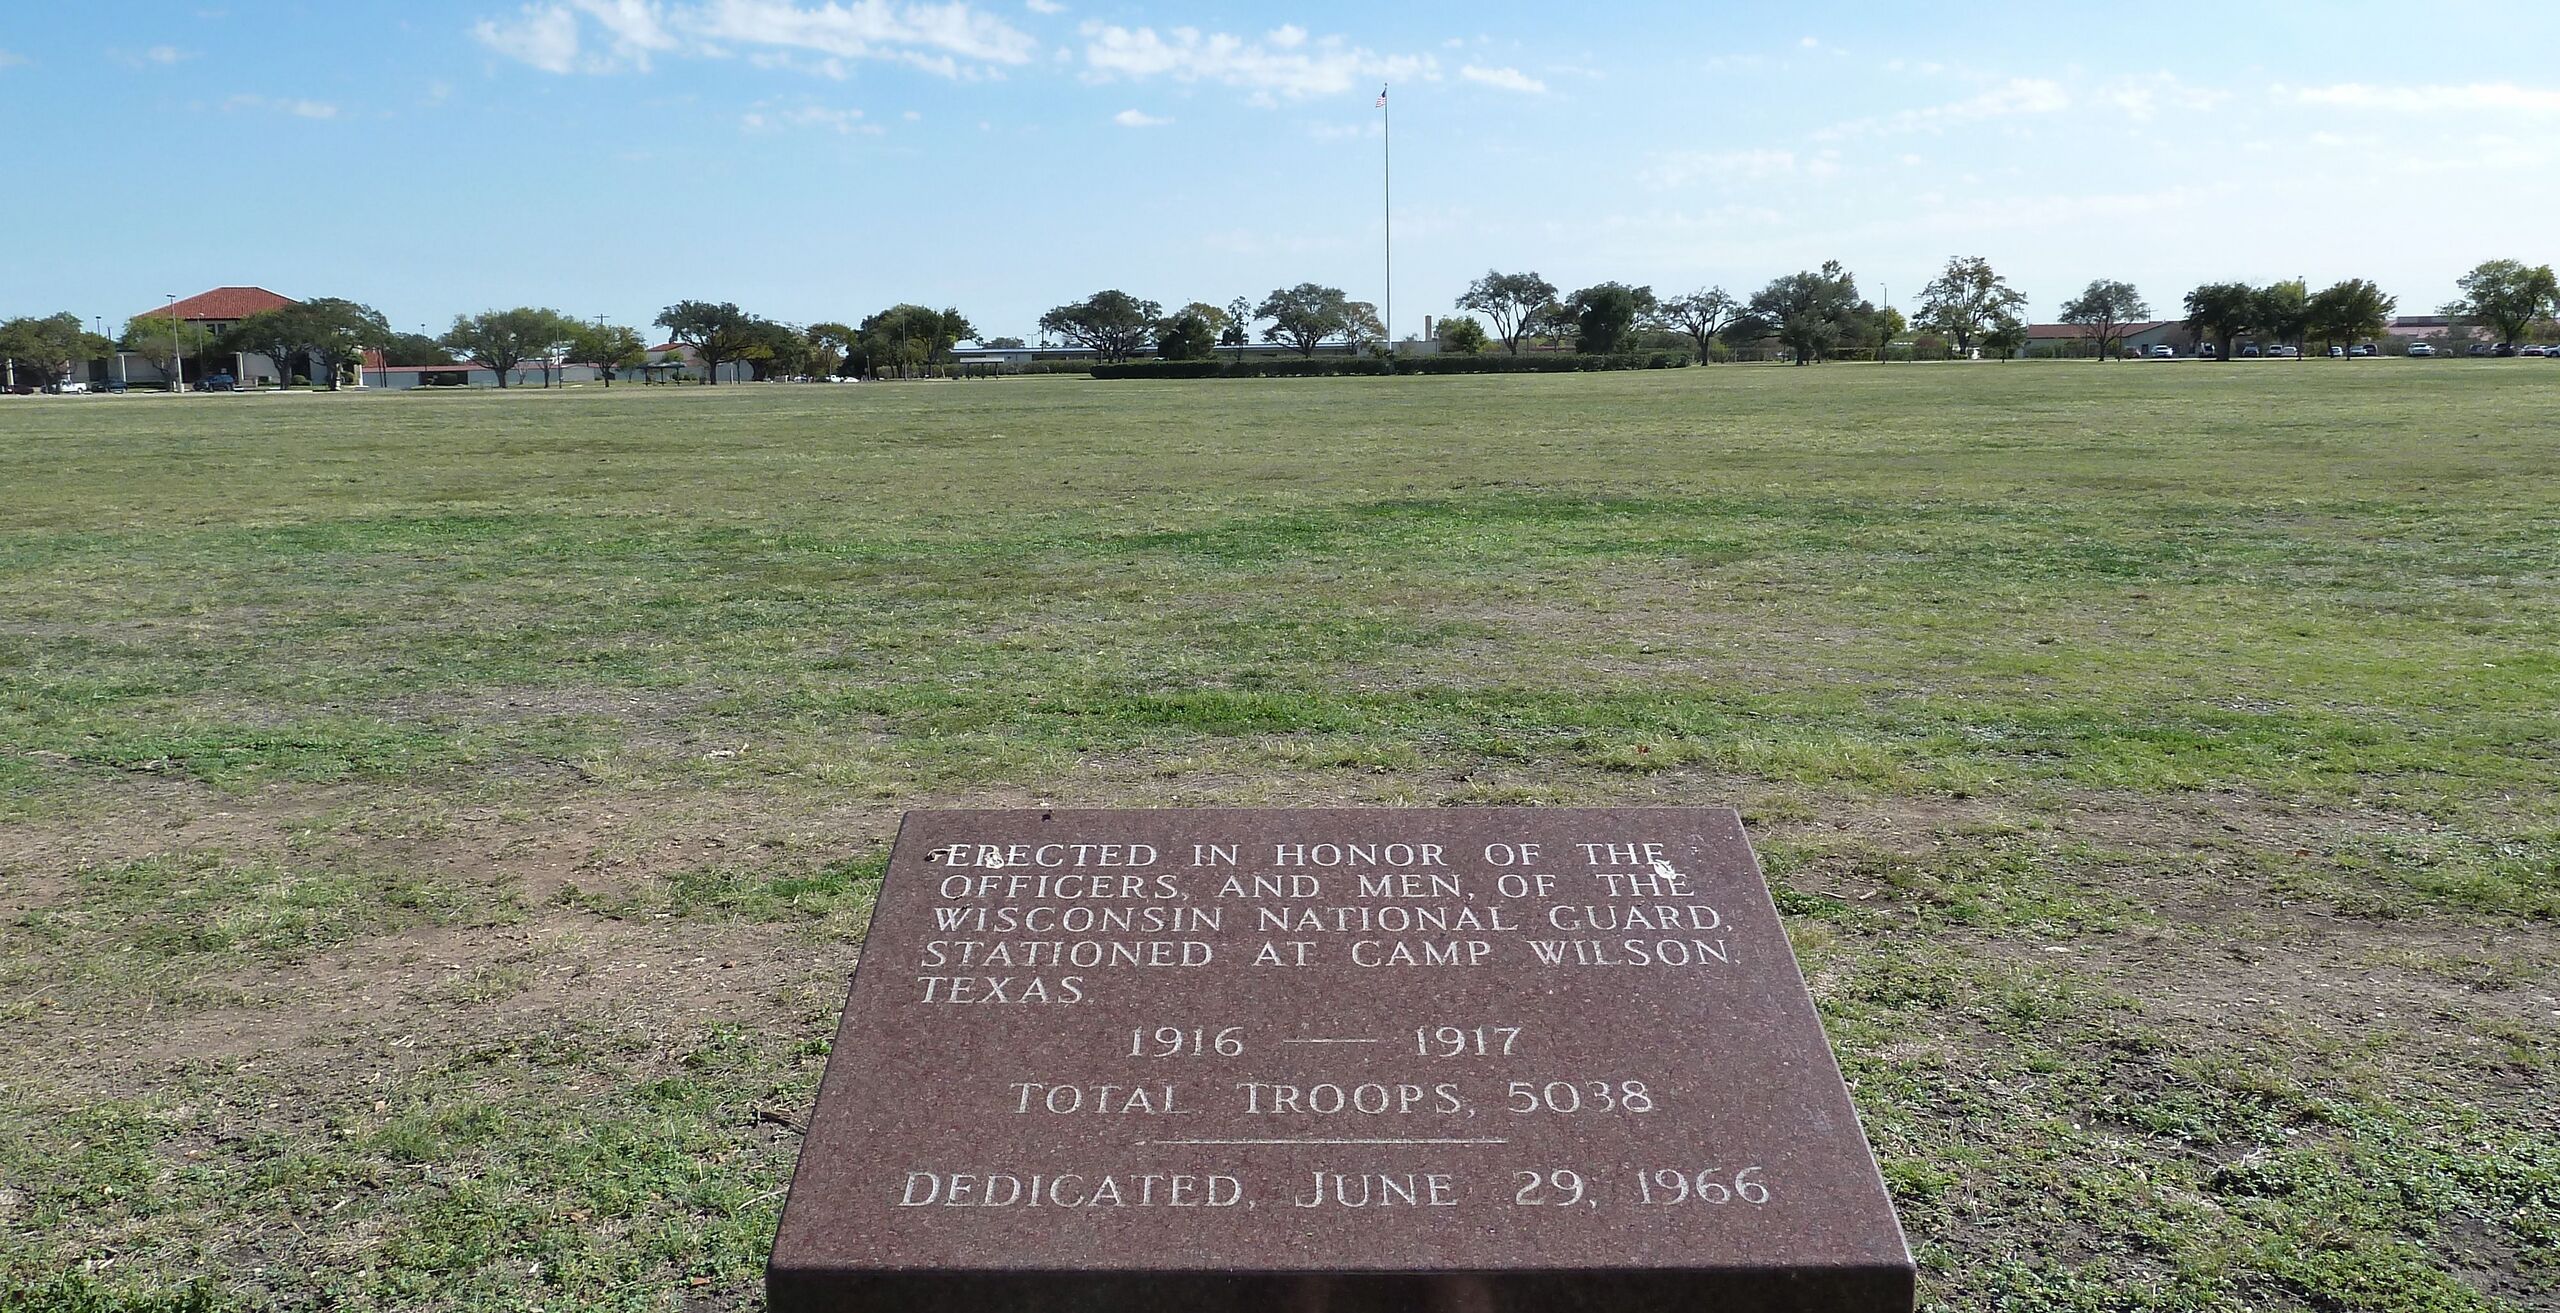 ERECTED IN HONOR OF THE
OFFICERS, AND MEN, OF THE
WISCONSIN NATIONAL GUARD,
STATIONED AT CAMP WILSON,
TEXAS.
1916 — 1917
TOTAL TROOPS, 5038
DEDICATED, JUNE 29, 1966